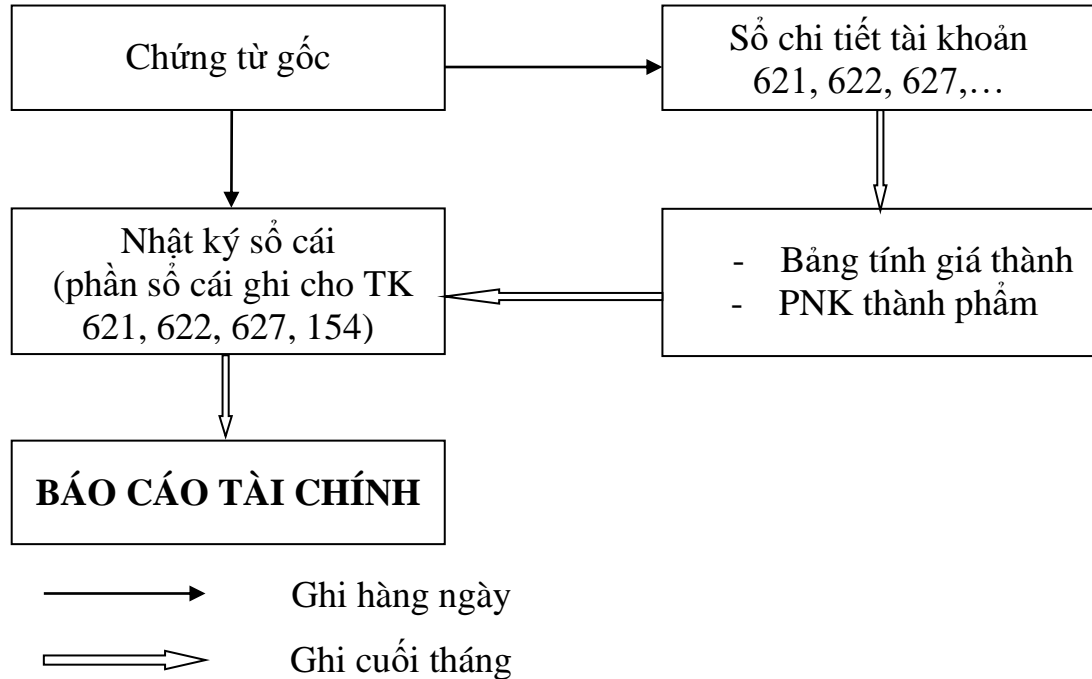 Chứng từ gốc
Sổ chi tiết tài khoản
621, 622, 627,…
Nhật ký sổ cái
(phần sổ cái ghi cho TK
621, 622, 627, 154)
- Bảng tính giá thành
- PNK thành phẩm
BÁO CÁO TÀI CHÍNH
Ghi hàng ngày
Ghi cuối tháng